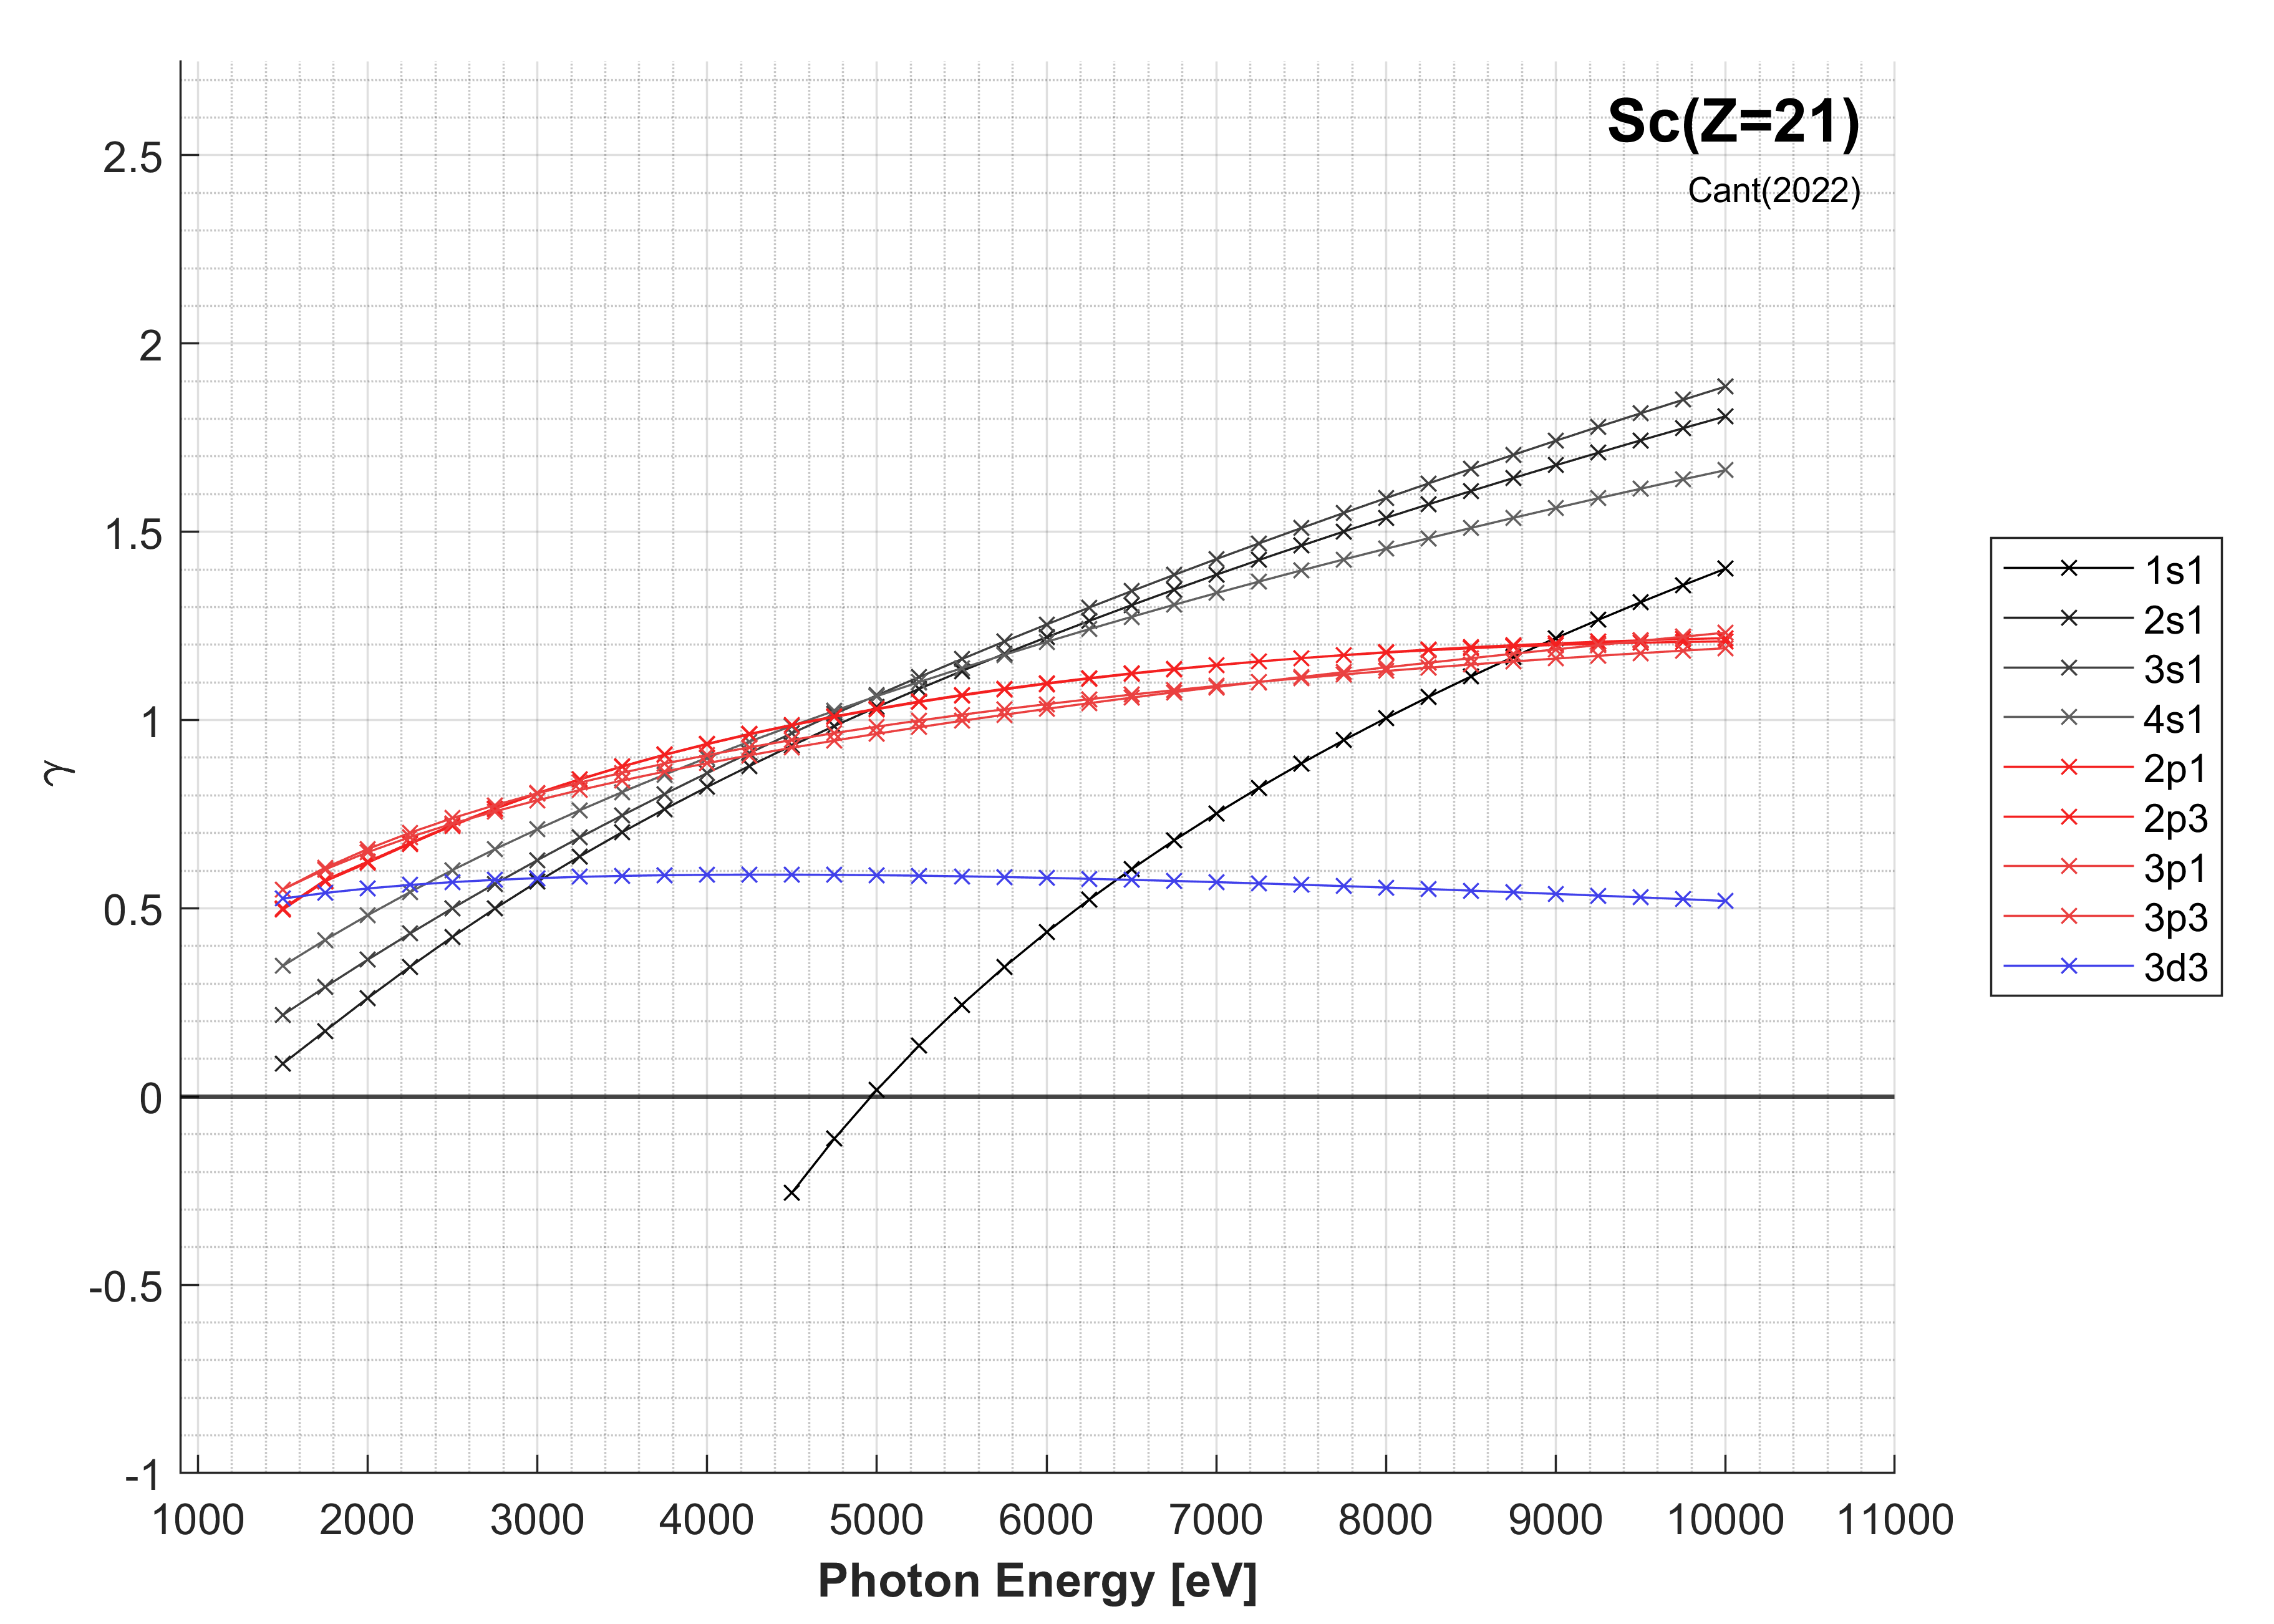 Sc(Z=21)
Cant(2022)
2.5
2
1.5
1
0.5
0
-0.5
-1
γ
1000 2000 3000 4000 5000 6000 7000 8000 9000 10000 11000
Photon Energy [eV]
1s1
2s1
3s1
4s1
2p1
2p3
3p1
3p3
3d3